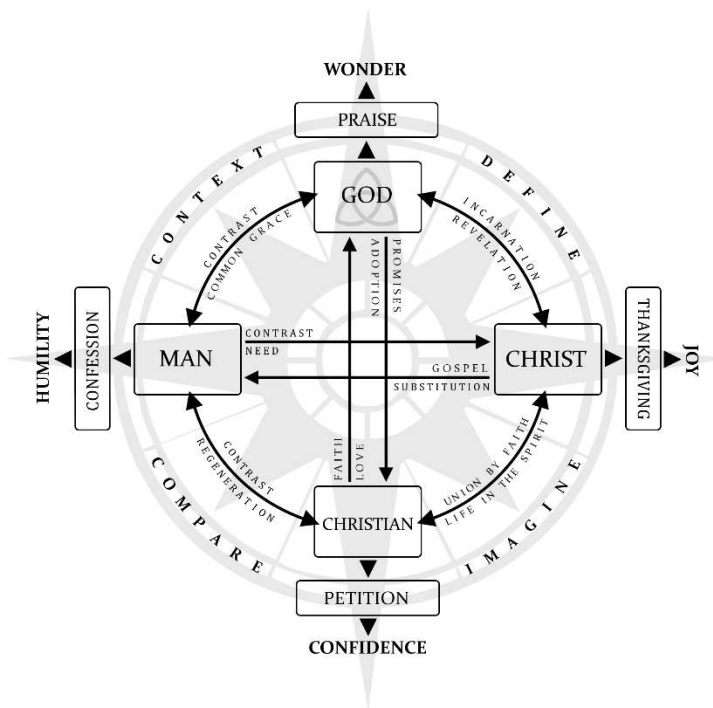 WONDER
PRAISE
CONTEXT
DEFINE
GOD
CONTRAST
COMMON GRACE
INCARNATION
REVELATION
ADOPTION
PROMISES
HUMILITY
CONFESSION
MAN
CONTRAST
NEED
GOSPEL
SUBSTITUTION
CHRIST
THANKSGIVING
JOY
CONTRAST
REGENERATION
FAITH
LOVE
UNION BY FAITH
LIFE IN THE SPIRIT
COMPARE
IMAGINE
CHRISTIAN
PETITION
CONFIDENCE